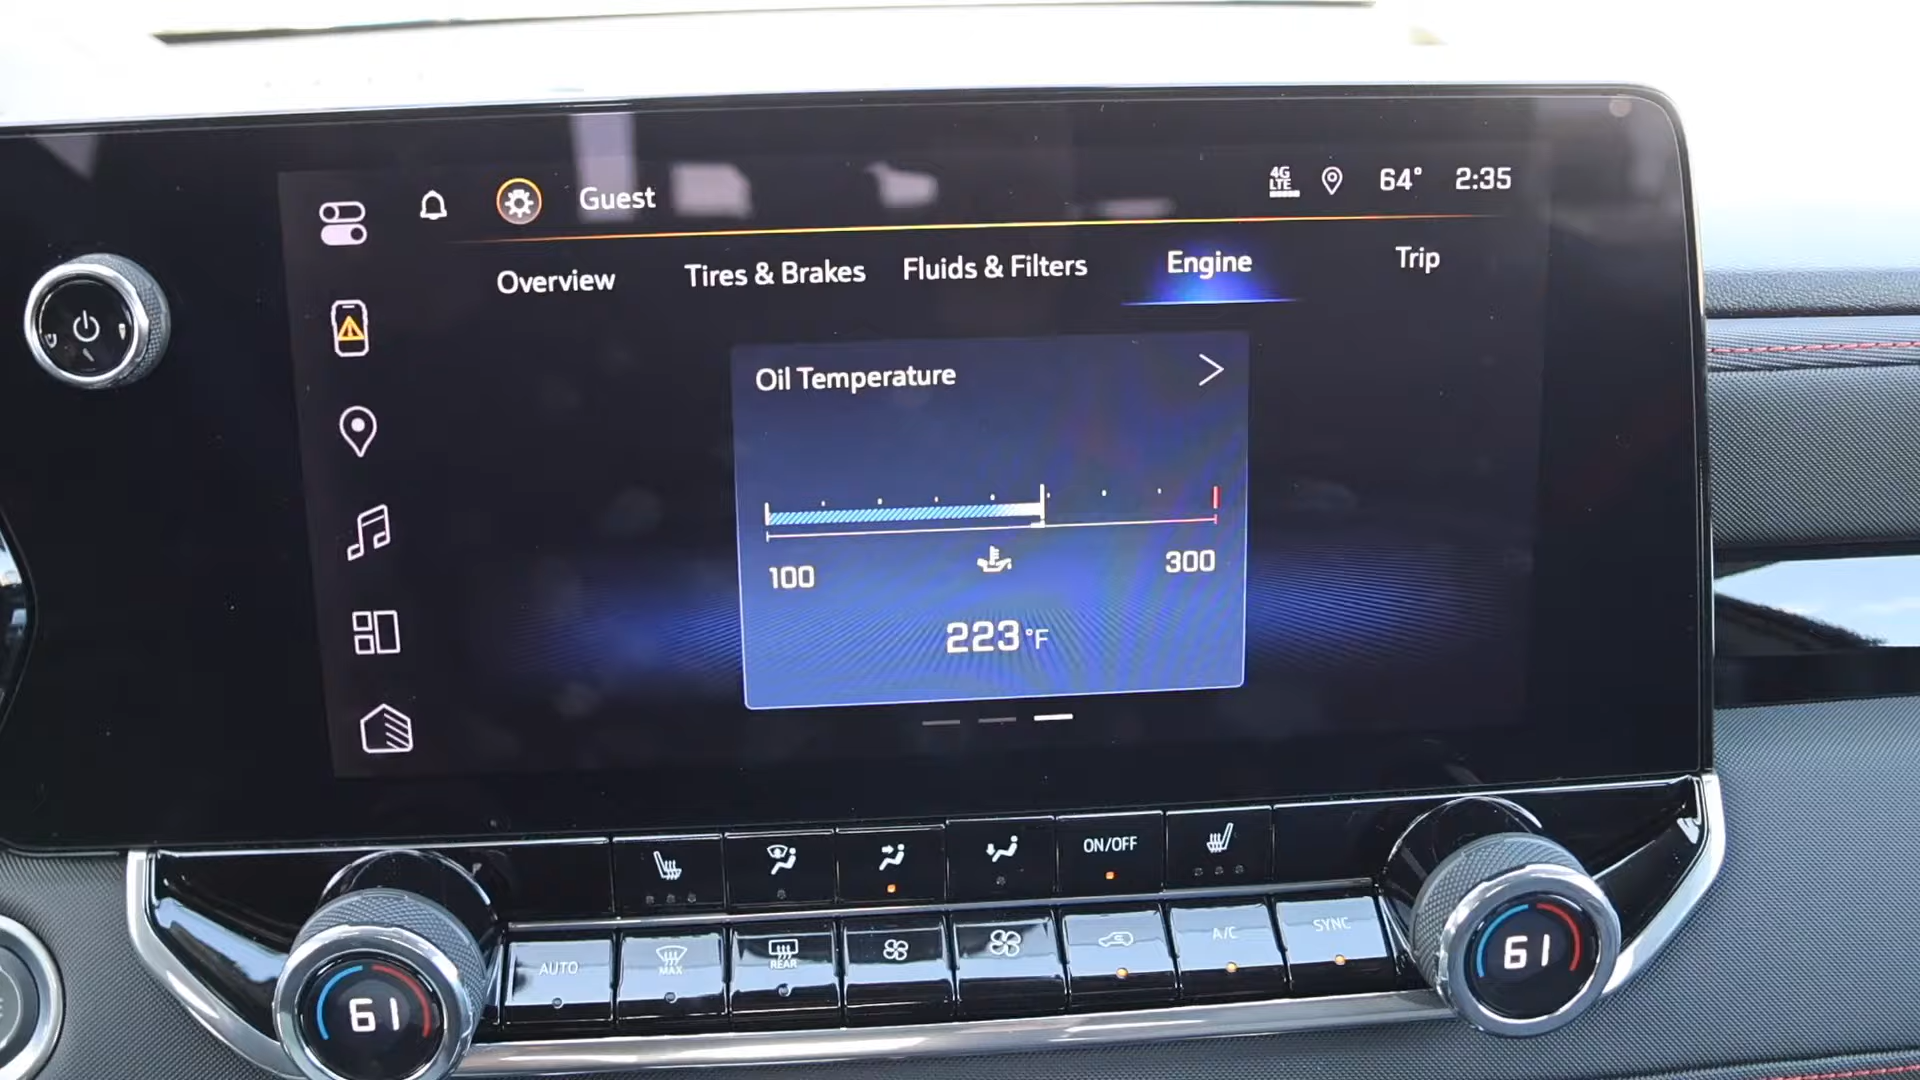 Guest
4G LTE 64° 2:35
Overview Tires & Brakes Fluids & Filters Engine Trip
Oil Temperature
100 300
223 °F
ON/OFF
AUTO MAX REAR A/C SYNC
61 61